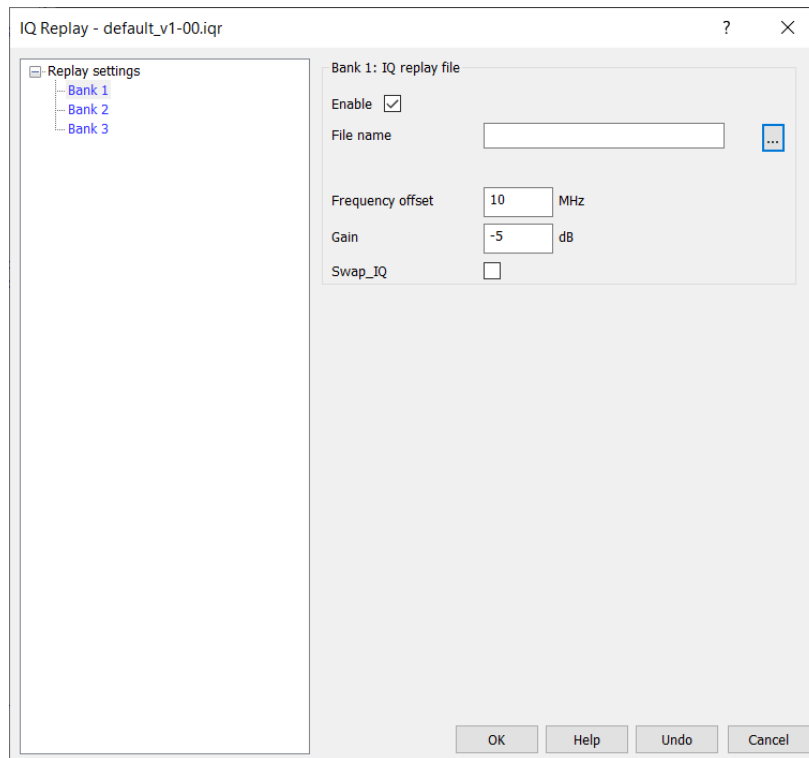 IQ Replay - default_v1-00.iqr
?
Replay settings
Bank 1
Bank 2
Bank 3
Bank 1: IQ replay file
Enable
File name
...
Frequency offset 10 MHz
Gain -5 dB
Swap_IQ
OK Help Undo Cancel